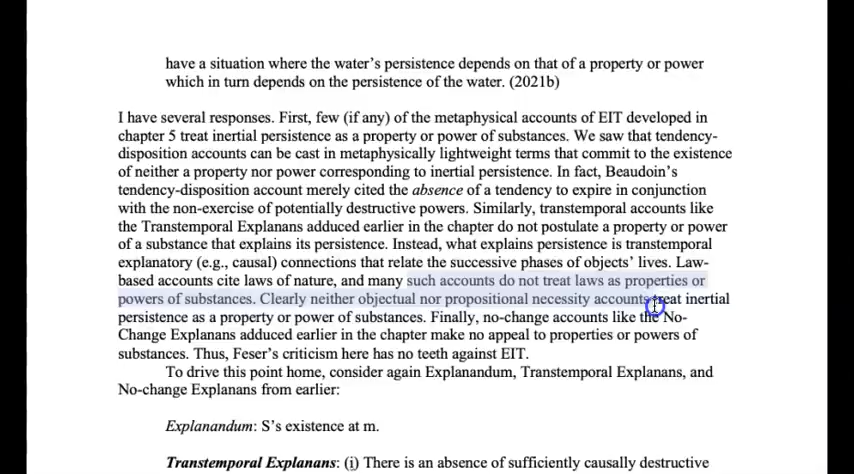 have a situation where the water's persistence depends on that of a property or power
which in turn depends on the persistence of the water. (2021b)
I have several responses. First, few (if any) of the metaphysical accounts of EIT developed in
chapter 5 treat inertial persistence as a property or power of substances. We saw that tendency-
disposition accounts can be cast in metaphysically lightweight terms that commit to the existence
of neither a property nor power corresponding to inertial persistence. In fact, Beaudoin's
tendency-disposition account merely cited the absence of a tendency to expire in conjunction
with the non-exercise of potentially destructive powers. Similarly, transtemporal accounts like
the Transtemporal Explanans adduced earlier in the chapter do not postulate a property or power
of a substance that explains its persistence. Instead, what explains persistence is transtemporal
explanatory (e.g., causal) connections that relate the successive phases of objects' lives. Law-
based accounts cite laws of nature, and many such accounts do not treat laws as properties or
powers of substances. Clearly neither objectual nor propositional necessity accounts treat inertial
persistence as a property or power of substances. Finally, no-change accounts like the No-
Change Explanans adduced earlier in the chapter make no appeal to properties or powers of
substances. Thus, Feser's criticism here has no teeth against EIT.
To drive this point home, consider again Explanandum, Transtemporal Explanans, and
No-change Explanans from earlier:
Explanandum: S's existence at m.
Transtemporal Explanans: (i) There is an absence of sufficiently causally destructive